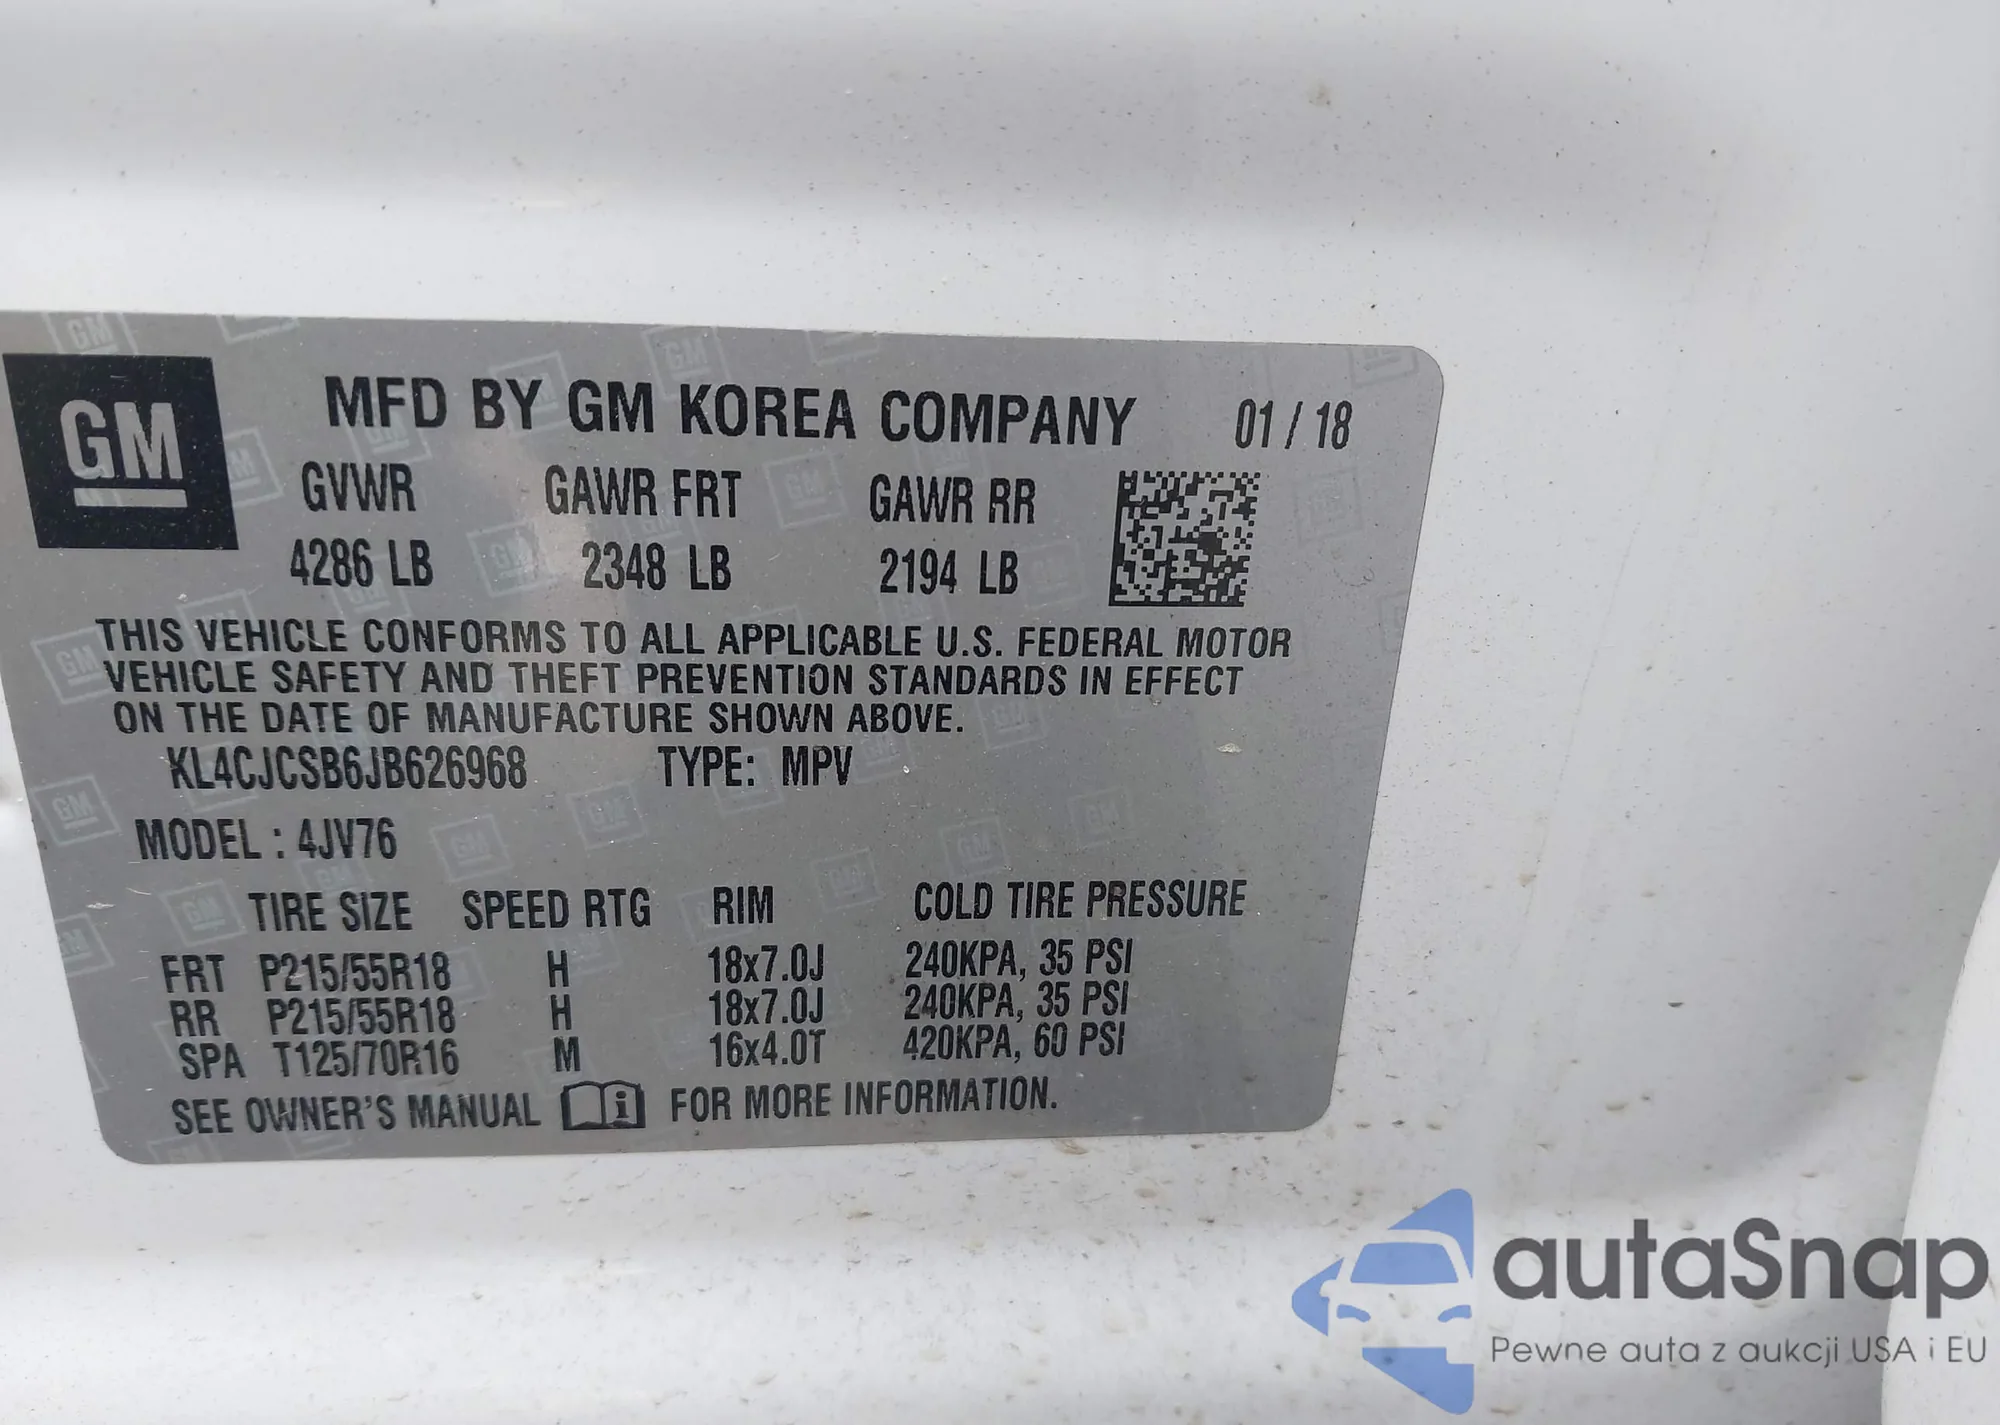 GM
MFD BY GM KOREA COMPANY 01 / 18
GVWR GAWR FRT GAWR RR
4286 LB 2348 LB 2194 LB
THIS VEHICLE CONFORMS TO ALL APPLICABLE U.S. FEDERAL MOTOR
VEHICLE SAFETY AND THEFT PREVENTION STANDARDS IN EFFECT
ON THE DATE OF MANUFACTURE SHOWN ABOVE.
KL4CJCSB6JB626968 TYPE: MPV
MODEL : 4JV76
TIRE SIZE SPEED RTG RIM COLD TIRE PRESSURE
FRT P215/55R18 H 18x7.0J 240KPA, 35 PSI
RR P215/55R18 H 18x7.0J 240KPA, 35 PSI
SPA T125/70R16 M 16x4.0T 420KPA, 60 PSI
SEE OWNER'S MANUAL i FOR MORE INFORMATION.
autaSnap
Pewne auta z aukcji USA i EU